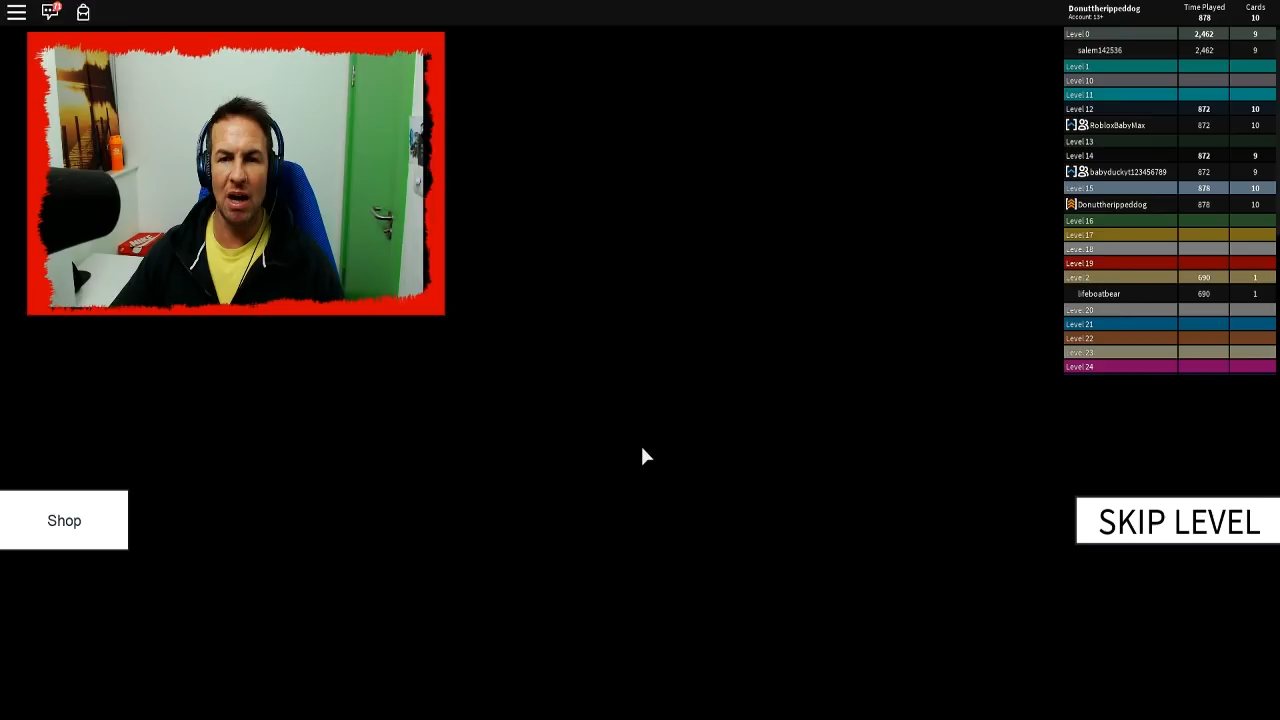 71
Donuttherippeddog
Account: 13+
Time Played
878
Cards
10
Level 0 2,462 9
salem142536 2,462 9
Level 1
Level 10
Level 11
Level 12 872 10
RobloxBabyMax 872 10
Level 13
Level 14 872 9
babyduckyt123456789 872 9
Level 15 878 10
Donuttherippeddog 878 10
Level 16
Level 17
Level 18
Level 19
Level 2 690 1
lifeboatbear 690 1
Level 20
Level 21
Level 22
Level 23
Level 24
NIKE
Shop
SKIP LEVEL